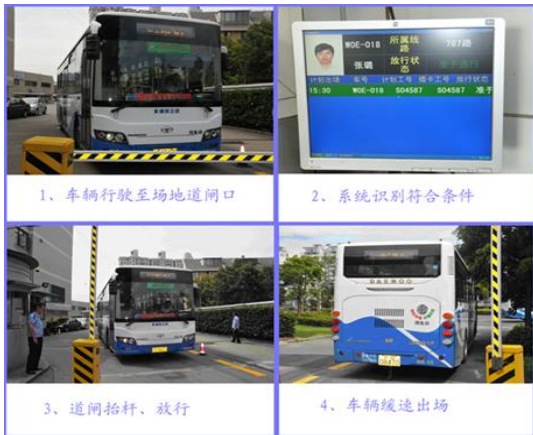 1、车辆行驶至场地道闸口
WOE-018 所属线路 787路
张璐 放行状态 准予通行
计划出场 车号 计划工号 插卡工号 放行状态
15:30 WOE-018 S04587 S04587 准予
2、系统识别符合条件
3、道闸抬杆、放行
DAEWOO
4、车辆缓速出场